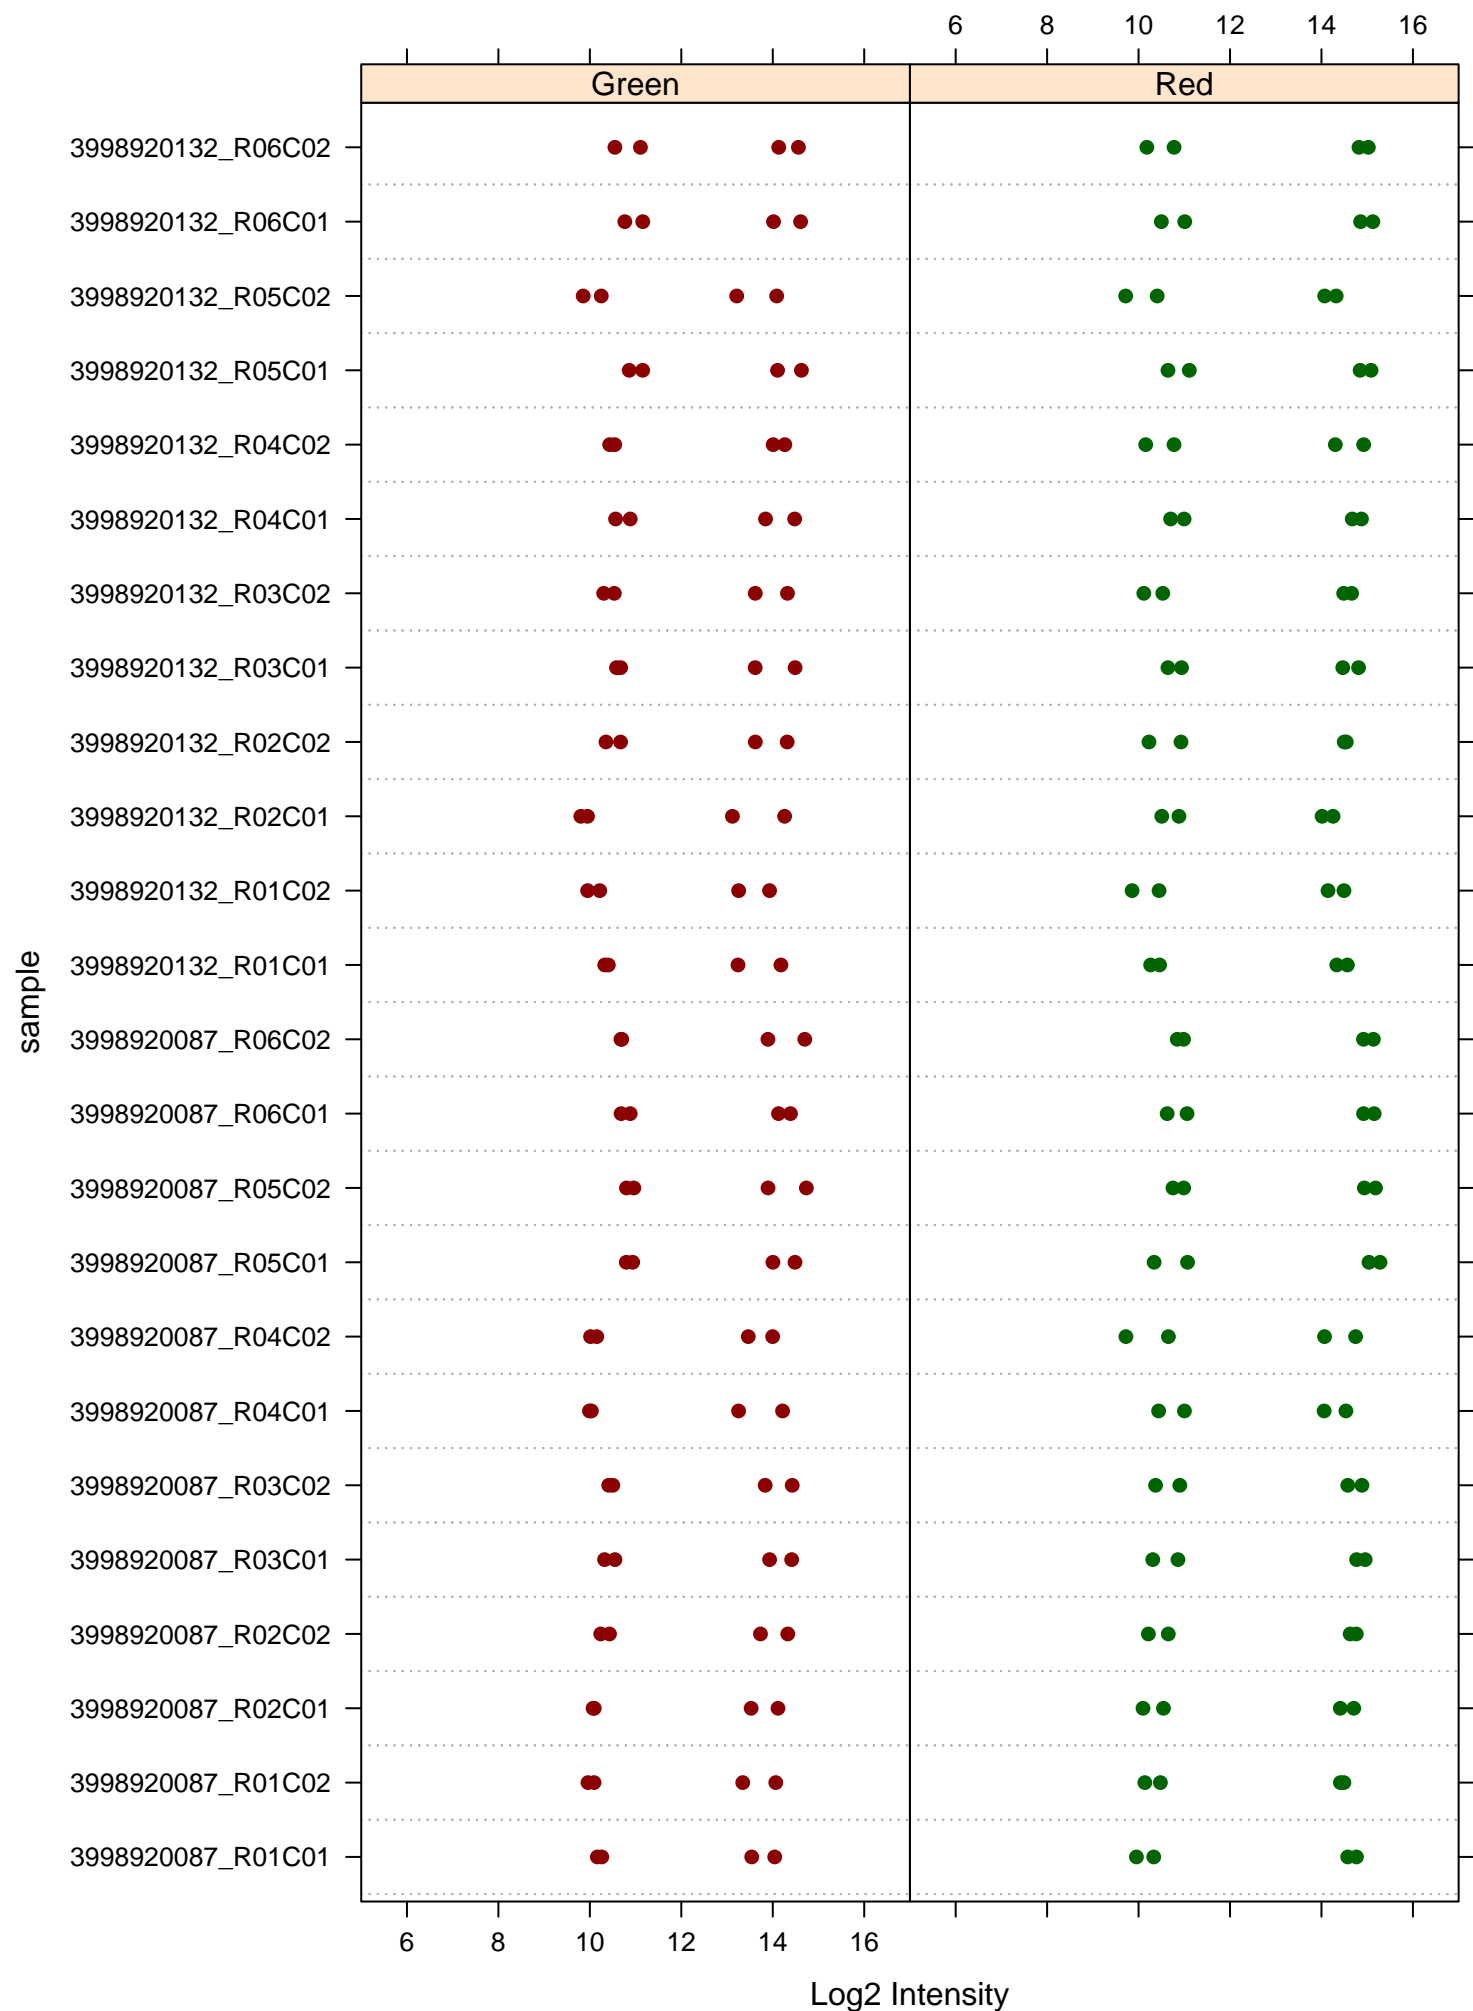 6 8 10 12 14 16
Green Red
3998920132_R06C02
3998920132_R06C01
3998920132_R05C02
3998920132_R05C01
3998920132_R04C02
3998920132_R04C01
3998920132_R03C02
3998920132_R03C01
3998920132_R02C02
3998920132_R02C01
3998920132_R01C02
3998920132_R01C01
3998920087_R06C02
3998920087_R06C01
3998920087_R05C02
3998920087_R05C01
3998920087_R04C02
3998920087_R04C01
3998920087_R03C02
3998920087_R03C01
3998920087_R02C02
3998920087_R02C01
3998920087_R01C02
3998920087_R01C01
sample
6 8 10 12 14 16
Log2 Intensity